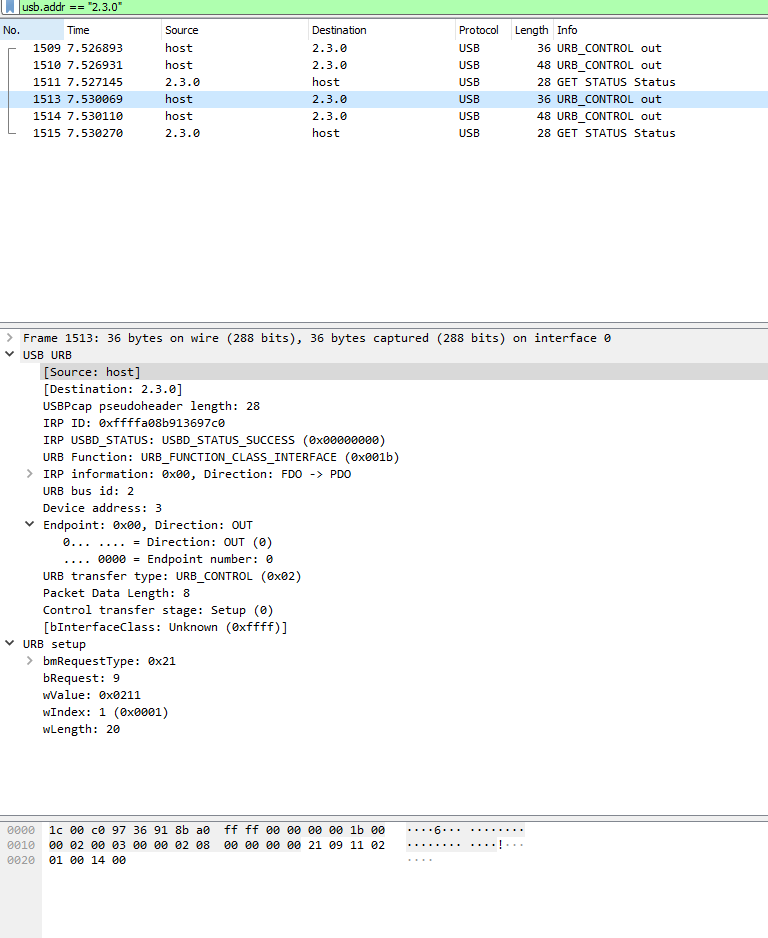 usb.addr == "2.3.0"
No. Time Source Destination Protocol Length Info
1509 7.526893 host 2.3.0 USB 36 URB_CONTROL out
1510 7.526931 host 2.3.0 USB 48 URB_CONTROL out
1511 7.527145 2.3.0 host USB 28 GET STATUS Status
1513 7.530069 host 2.3.0 USB 36 URB_CONTROL out
1514 7.530110 host 2.3.0 USB 48 URB_CONTROL out
1515 7.530270 2.3.0 host USB 28 GET STATUS Status
Frame 1513: 36 bytes on wire (288 bits), 36 bytes captured (288 bits) on interface 0
USB URB
[Source: host]
[Destination: 2.3.0]
USBPcap pseudoheader length: 28
IRP ID: 0xffffa08b913697c0
IRP USBD_STATUS: USBD_STATUS_SUCCESS (0x00000000)
URB Function: URB_FUNCTION_CLASS_INTERFACE (0x001b)
IRP information: 0x00, Direction: FDO -> PDO
URB bus id: 2
Device address: 3
Endpoint: 0x00, Direction: OUT
0... .... = Direction: OUT (0)
.... 0000 = Endpoint number: 0
URB transfer type: URB_CONTROL (0x02)
Packet Data Length: 8
Control transfer stage: Setup (0)
[bInterfaceClass: Unknown (0xffff)]
URB setup
bmRequestType: 0x21
bRequest: 9
wValue: 0x0211
wIndex: 1 (0x0001)
wLength: 20
0000 1c 00 c0 97 36 91 8b a0 ff ff 00 00 00 00 1b 00 ····6··· ········
0010 00 02 00 03 00 00 02 08 00 00 00 00 21 09 11 02 ········ ····!···
0020 01 00 14 00 ····